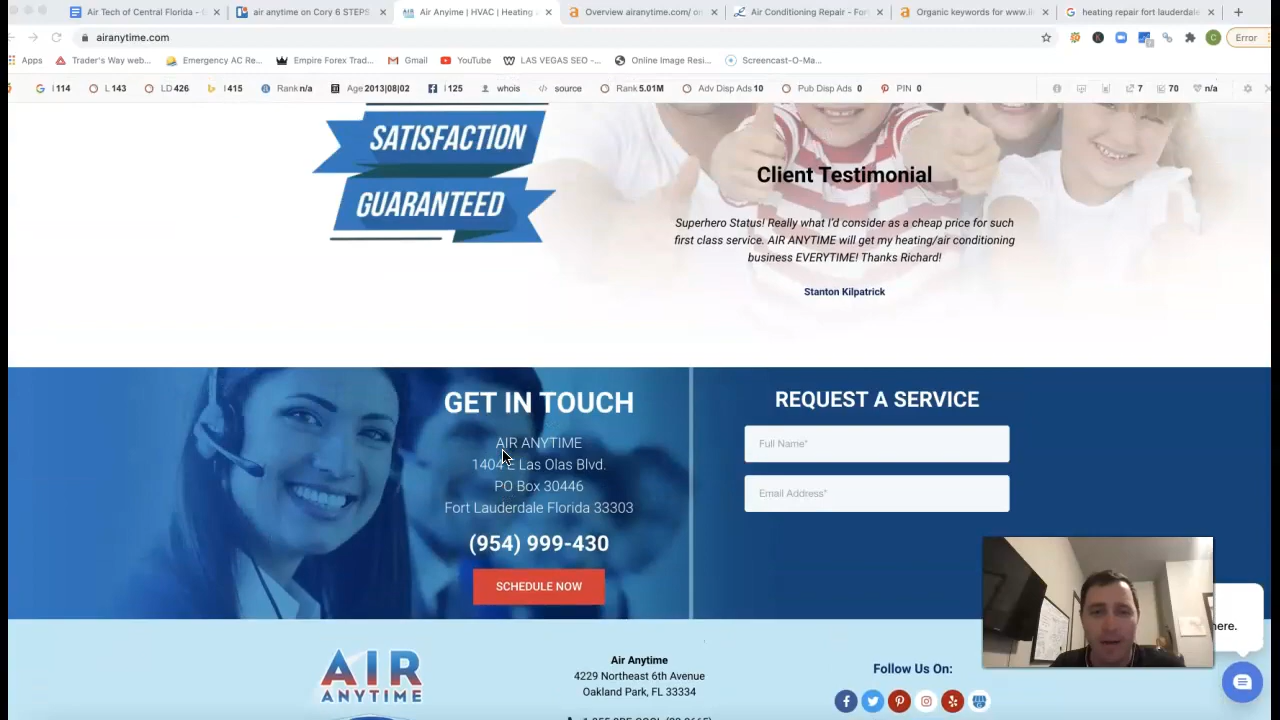 Air Tech of Central Florida -
air anytime on Cory 6 STEPS
Air Anyime | HVAC | Heating
Overview airanytime.com/ on
Air Conditioning Repair - For
Organic keywords for www.li
heating repair fort lauderdale
airanytime.com
Error
Apps
Trader's Way web...
Emergency AC Re...
Empire Forex Trad...
Gmail
YouTube
LAS VEGAS SEO -...
Online Image Resi...
Screencast-O-Ma...
I 114
L 143
LD 426
I 415
Rank n/a
Age 2013|08|02
I 125
whois
source
Rank 5.01M
Adv Disp Ads 10
Pub Disp Ads 0
PIN 0
7
70
n/a
SATISFACTION
GUARANTEED
Client Testimonial
Superhero Status! Really what I'd consider as a cheap price for such
first class service. AIR ANYTIME will get my heating/air conditioning
business EVERYTIME! Thanks Richard!
Stanton Kilpatrick
GET IN TOUCH
AIR ANYTIME
1404 E Las Olas Blvd.
PO Box 30446
Fort Lauderdale Florida 33303
(954) 999-430
SCHEDULE NOW
REQUEST A SERVICE
Full Name*
Email Address*
here.
AIR
ANYTIME
Air Anytime
4229 Northeast 6th Avenue
Oakland Park, FL 33334
Follow Us On: